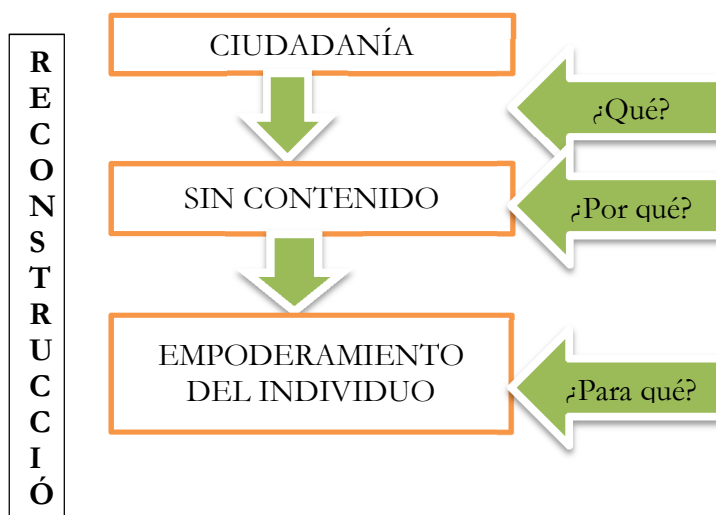 RECONSTRUCCIÓ
CIUDADANÍA
¿Qué?
SIN CONTENIDO
¿Por qué?
EMPODERAMIENTO
DEL INDIVIDUO
¿Para qué?